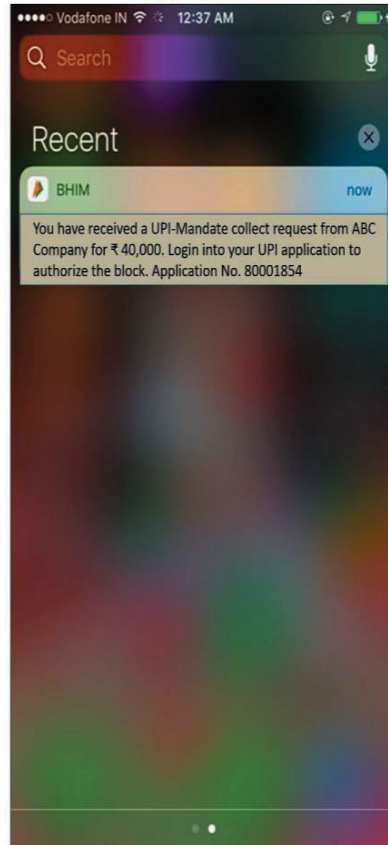 Vodafone IN 12:37 AM
Search
Recent
BHIM now
You have received a UPI-Mandate collect request from ABC
Company for ₹ 40,000. Login into your UPI application to
authorize the block. Application No. 80001854